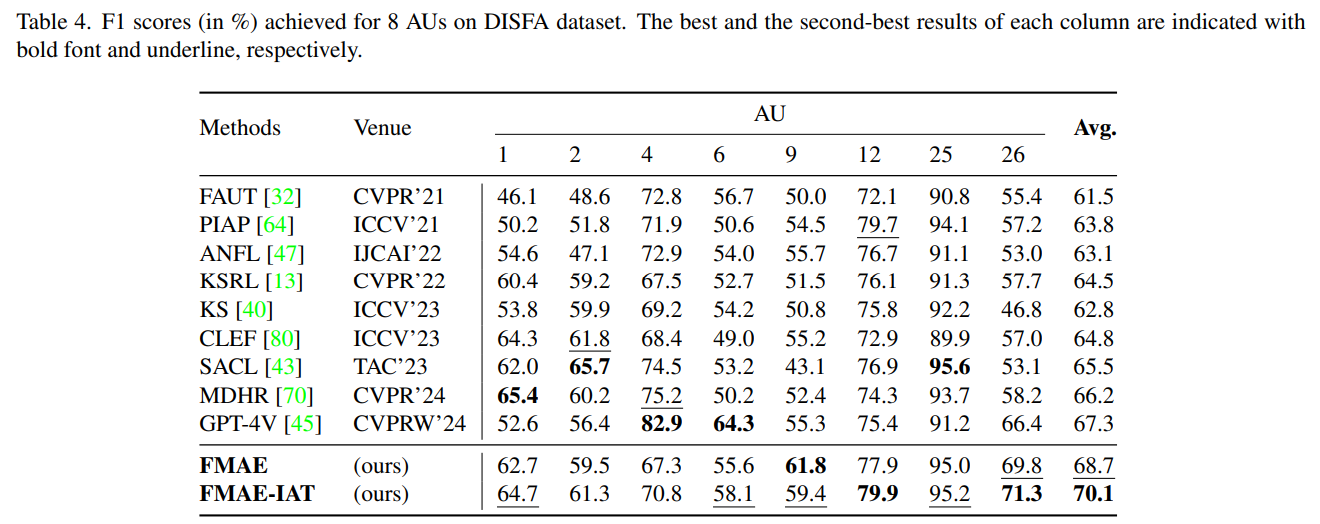 Table 4. F1 scores (in %) achieved for 8 AUs on DISFA dataset. The best and the second-best results of each column are indicated with
bold font and underline, respectively.
Methods Venue AU Avg.
1 2 4 6 9 12 25 26
FAUT [32] CVPR’21 46.1 48.6 72.8 56.7 50.0 72.1 90.8 55.4 61.5
PIAP [64] ICCV’21 50.2 51.8 71.9 50.6 54.5 79.7 94.1 57.2 63.8
ANFL [47] IJCAI’22 54.6 47.1 72.9 54.0 55.7 76.7 91.1 53.0 63.1
KSRL [13] CVPR’22 60.4 59.2 67.5 52.7 51.5 76.1 91.3 57.7 64.5
KS [40] ICCV’23 53.8 59.9 69.2 54.2 50.8 75.8 92.2 46.8 62.8
CLEF [80] ICCV’23 64.3 61.8 68.4 49.0 55.2 72.9 89.9 57.0 64.8
SACL [43] TAC’23 62.0 65.7 74.5 53.2 43.1 76.9 95.6 53.1 65.5
MDHR [70] CVPR’24 65.4 60.2 75.2 50.2 52.4 74.3 93.7 58.2 66.2
GPT-4V [45] CVPRW’24 52.6 56.4 82.9 64.3 55.3 75.4 91.2 66.4 67.3
FMAE (ours) 62.7 59.5 67.3 55.6 61.8 77.9 95.0 69.8 68.7
FMAE-IAT (ours) 64.7 61.3 70.8 58.1 59.4 79.9 95.2 71.3 70.1